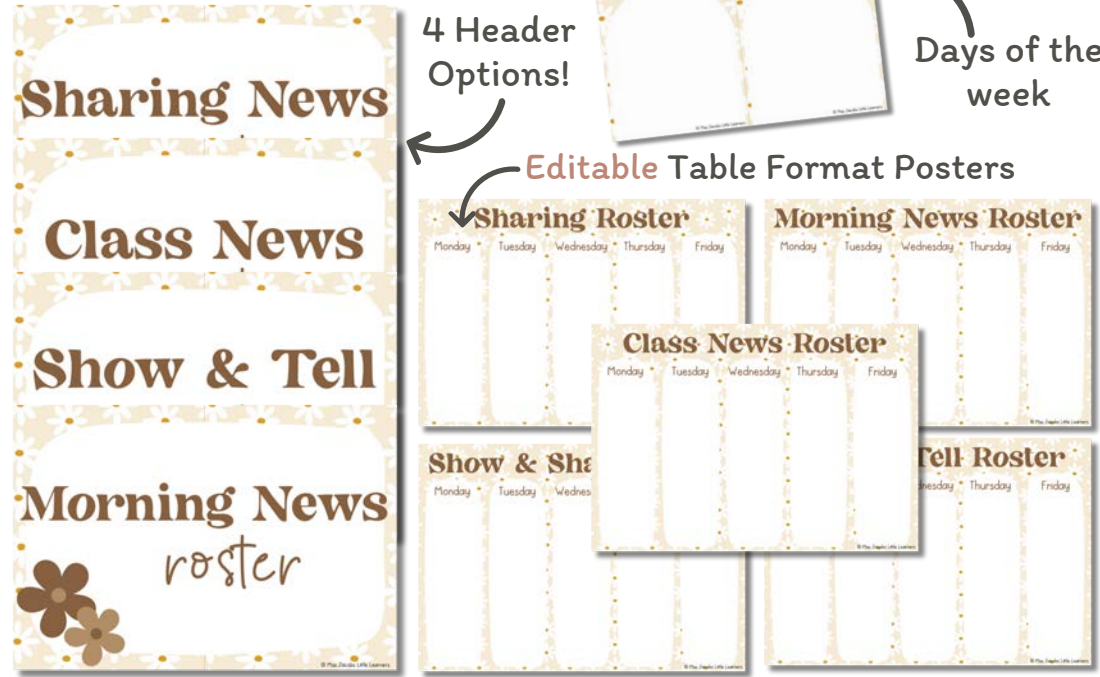 4 Header
Options!
Days of the
week
Sharing News
Class News
Show & Tell
Morning News
roster
Editable Table Format Posters
Sharing Roster
Monday Tuesday Wednesday Thursday Friday
Morning News Roster
Monday Tuesday Wednesday Thursday Friday
Class News Roster
Monday Tuesday Wednesday Thursday Friday
Show & Sha
Monday Tuesday Wednes
Tell Roster
nesday Thursday Friday